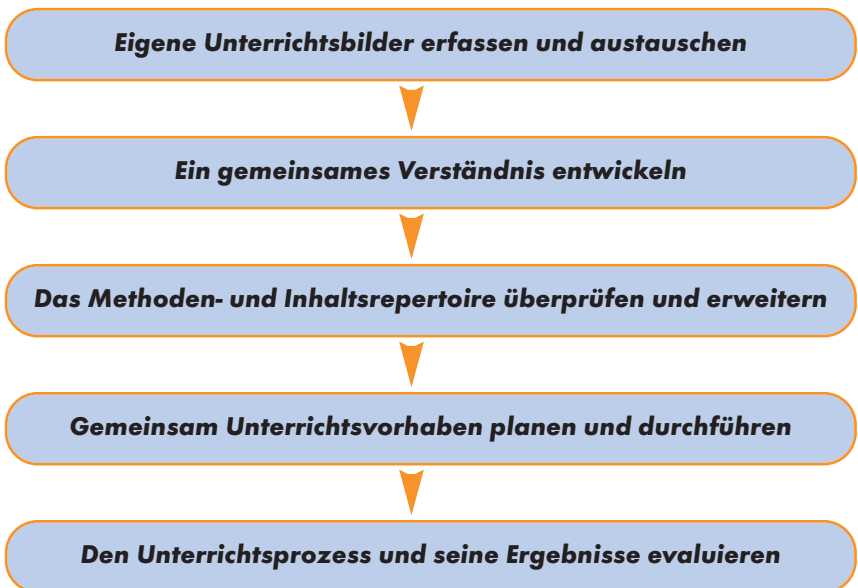 Eigene Unterrichtsbilder erfassen und austauschen
Ein gemeinsames Verständnis entwickeln
Das Methoden- und Inhaltsrepertoire überprüfen und erweitern
Gemeinsam Unterrichtsvorhaben planen und durchführen
Den Unterrichtsprozess und seine Ergebnisse evaluieren